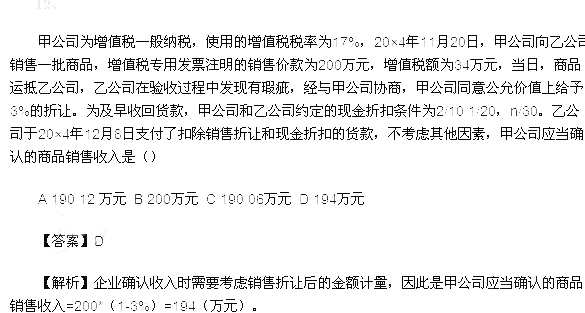 12、
甲公司为增值税一般纳税，使用的增值税税率为17%，20×4年11月20日，甲公司向乙公司
销售一批商品，增值税专用发票注明的销售价款为200万元，增值税额为34万元，当日，商品
运抵乙公司，乙公司在验收过程中发现有瑕疵，经与甲公司协商，甲公司同意公允价值上给予
3%的折让。为及早收回货款，甲公司和乙公司约定的现金折扣条件为2/10 1/20，n/30。乙公
司于20×4年12月8日支付了扣除销售折让和现金折扣的货款，不考虑其他因素，甲公司应当确
认的商品销售收入是（）
A 190 12 万元 B 200万元 C 190 06万元 D 194万元
【答案】D
【解析】企业确认收入时需要考虑销售折让后的金额计量，因此是甲公司应当确认的商品
销售收入=200*（1-3%）=194（万元）。